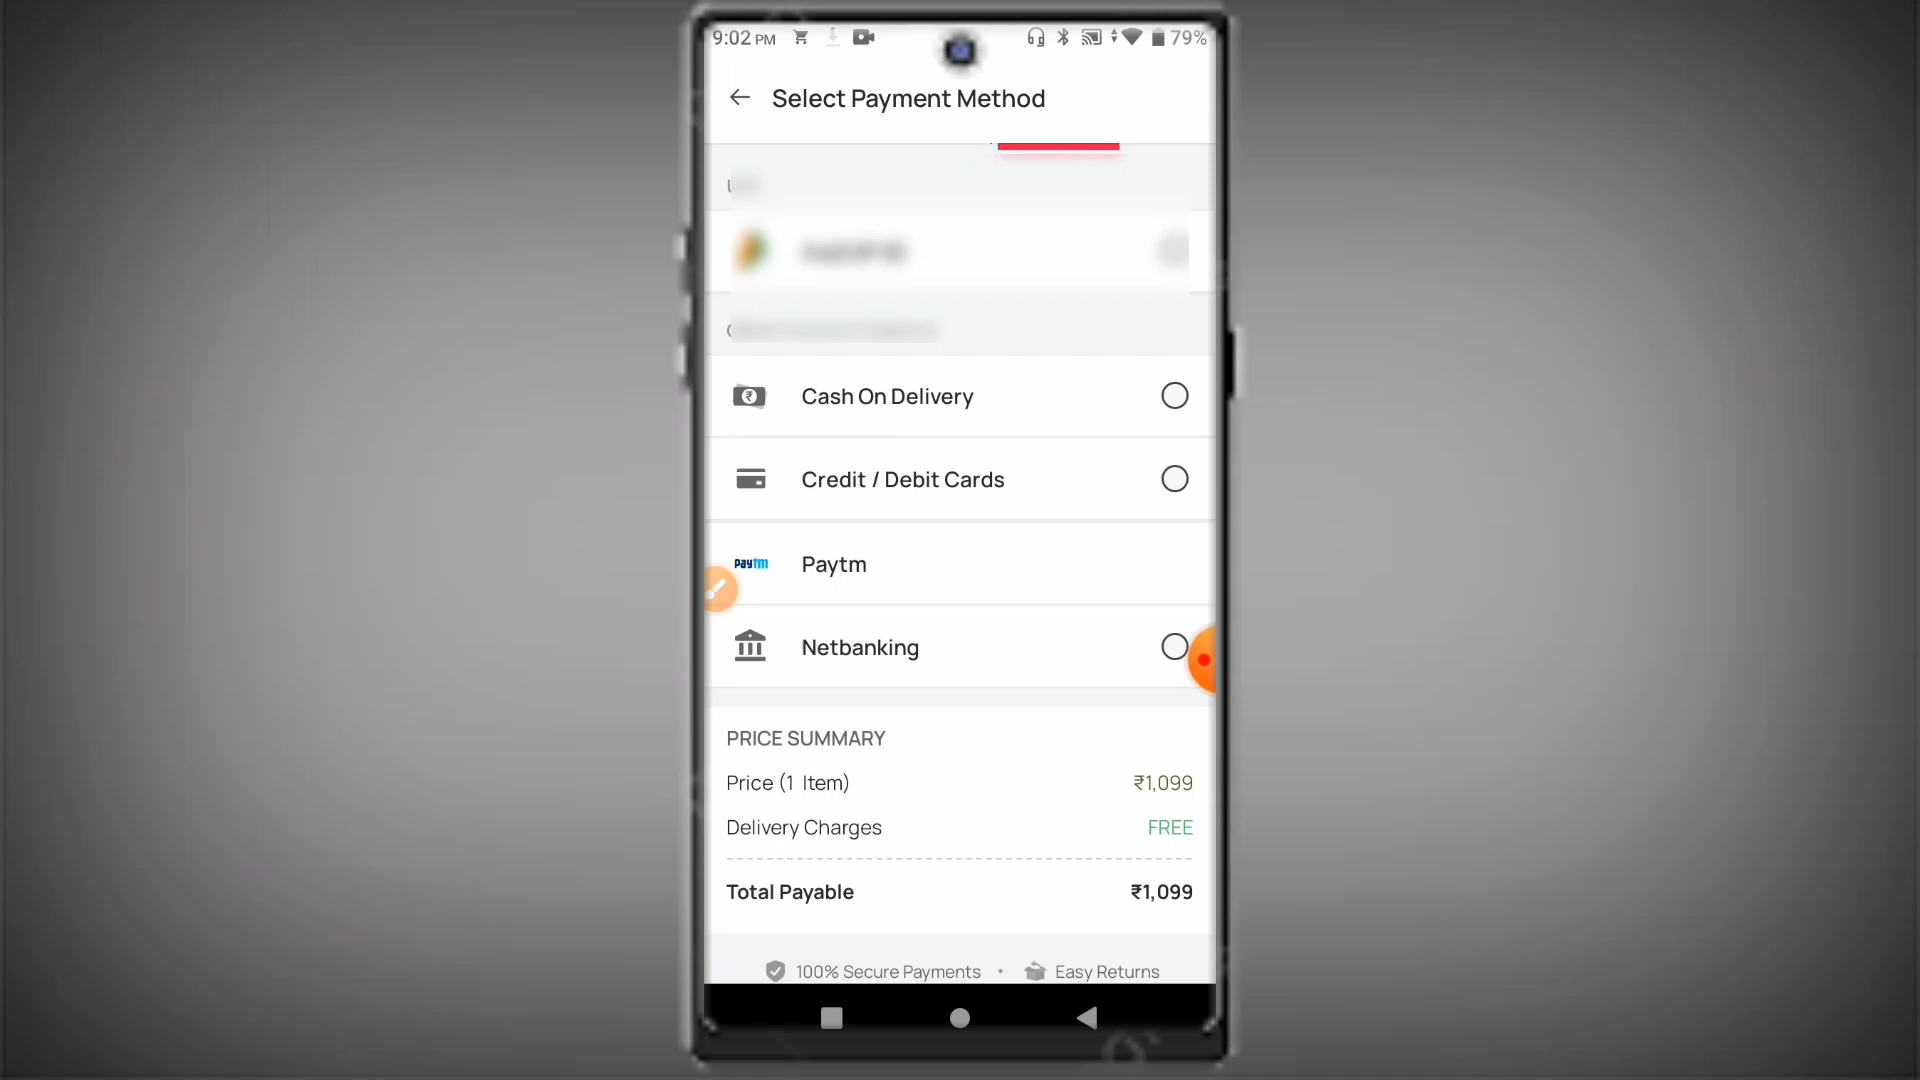 9:02 PM
79%
Select Payment Method
Cash On Delivery
Credit / Debit Cards
paytm
Paytm
Netbanking
PRICE SUMMARY
Price (1 Item)
₹1,099
Delivery Charges
FREE
Total Payable
₹1,099
100% Secure Payments • Easy Returns